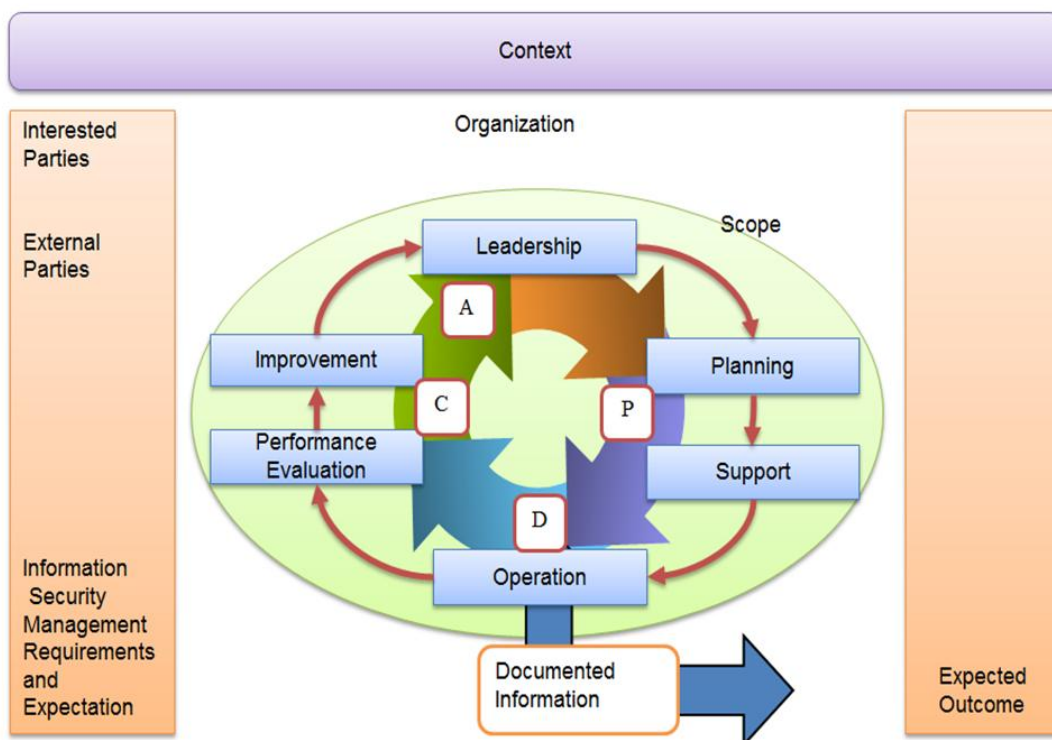 Context
Interested
Parties
Organization
External
Parties
Scope
Leadership
A
Improvement
Planning
C
P
Performance
Evaluation
Support
D
Operation
Information
Security
Management
Requirements
and
Expectation
Documented
Information
Expected
Outcome